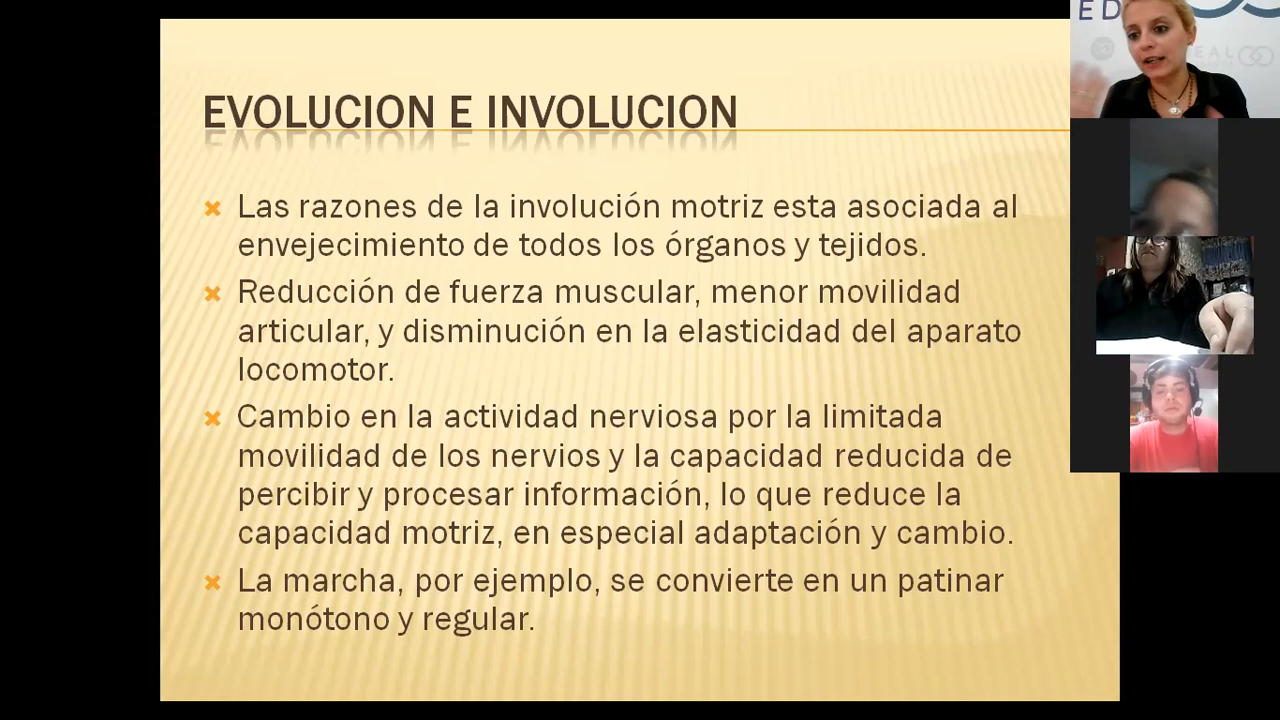 EVOLUCION E INVOLUCION
Las razones de la involución motriz esta asociada al
envejecimiento de todos los órganos y tejidos.
Reducción de fuerza muscular, menor movilidad
articular, y disminución en la elasticidad del aparato
locomotor.
Cambio en la actividad nerviosa por la limitada
movilidad de los nervios y la capacidad reducida de
percibir y procesar información, lo que reduce la
capacidad motriz, en especial adaptación y cambio.
La marcha, por ejemplo, se convierte en un patinar
monótono y regular.